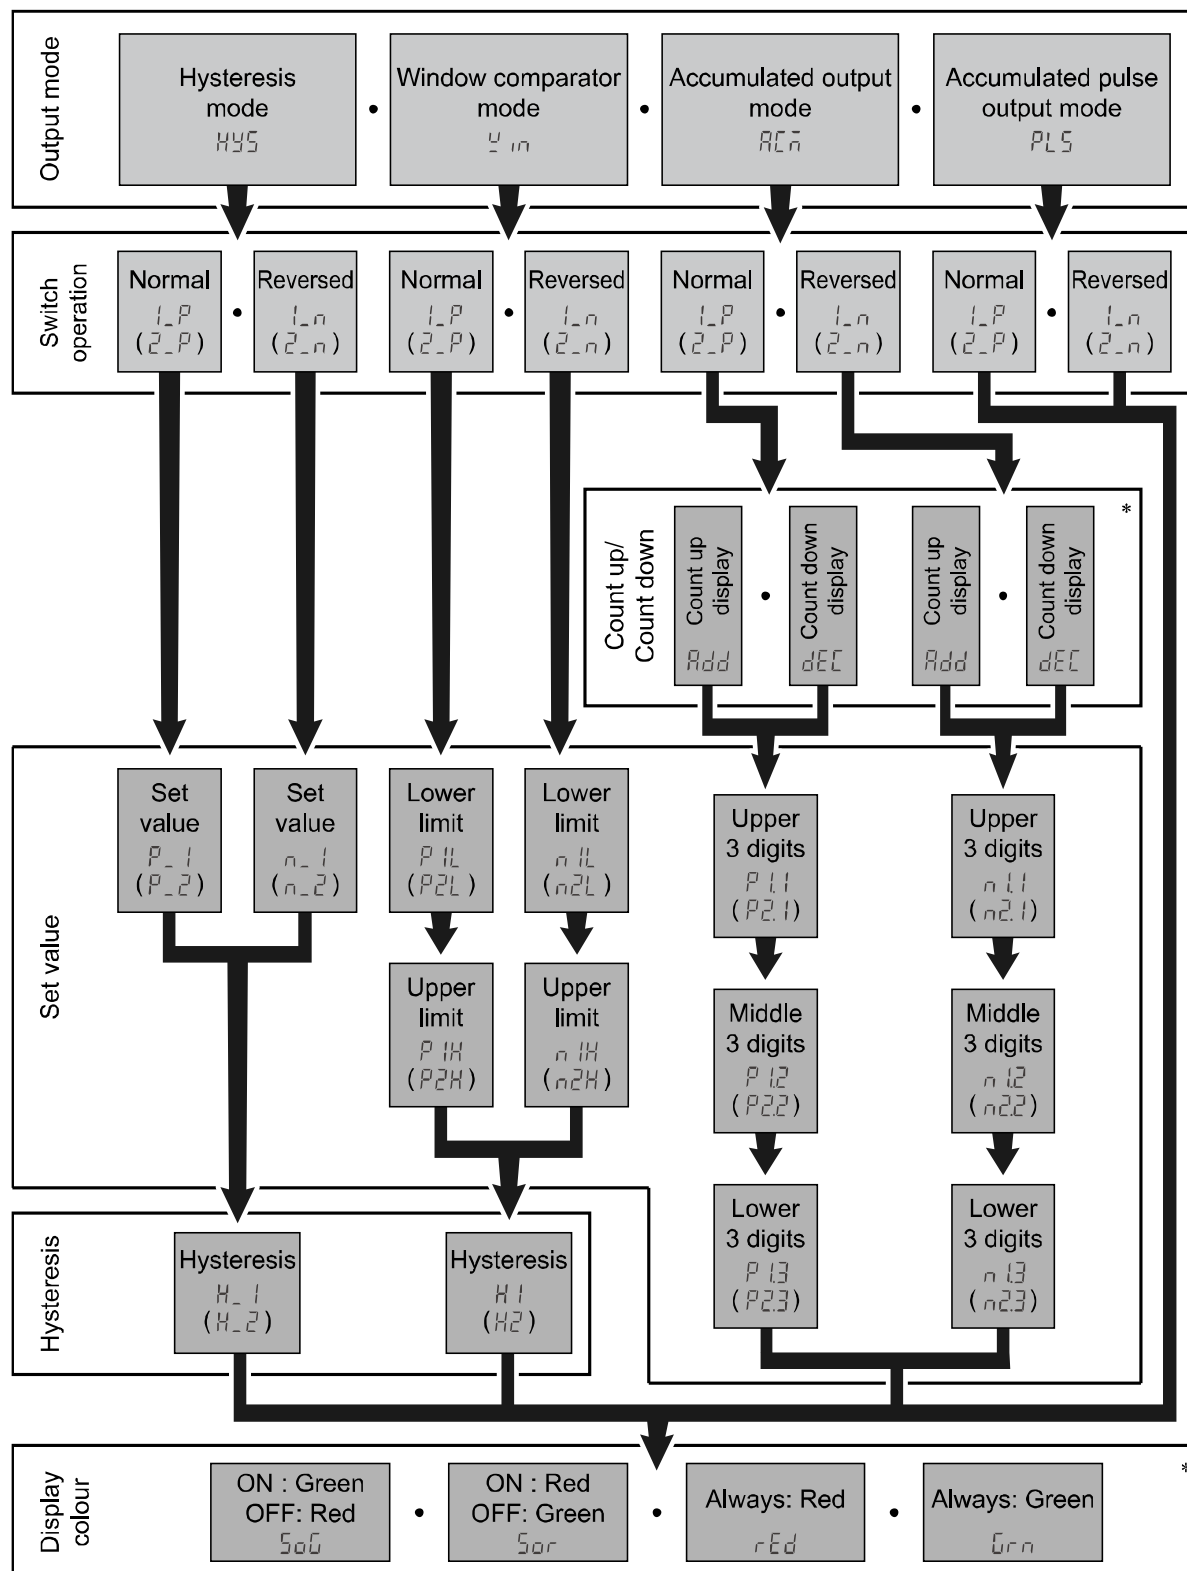 Output mode
Hysteresis
mode
HYS
Window comparator
mode
Win
Accumulated output
mode
ACm
Accumulated pulse
output mode
PLS
Switch
operation
Normal
1_P
(2_P)
Reversed
1_n
(2_n)
Normal
1_P
(2_P)
Reversed
1_n
(2_n)
Normal
1_P
(2_P)
Reversed
1_n
(2_n)
Normal
1_P
(2_P)
Reversed
1_n
(2_n)
*
Count up/
Count down
Count up
display
Add
Count down
display
dEC
Count up
display
Add
Count down
display
dEC
Set value
Set
value
P_1
(P_2)
Set
value
n_1
(n_2)
Lower
limit
P1L
(P2L)
Lower
limit
n1L
(n2L)
Upper
3 digits
P1.1
(P2.1)
Upper
3 digits
n1.1
(n2.1)
Upper
limit
P1H
(P2H)
Upper
limit
n1H
(n2H)
Middle
3 digits
P1.2
(P2.2)
Middle
3 digits
n1.2
(n2.2)
Lower
3 digits
P1.3
(P2.3)
Lower
3 digits
n1.3
(n2.3)
Hysteresis
Hysteresis
H_1
(H_2)
Hysteresis
H1
(H2)
*
Display
colour
ON : Green
OFF: Red
SoG
ON : Red
OFF: Green
Sor
Always: Red
rEd
Always: Green
Grn